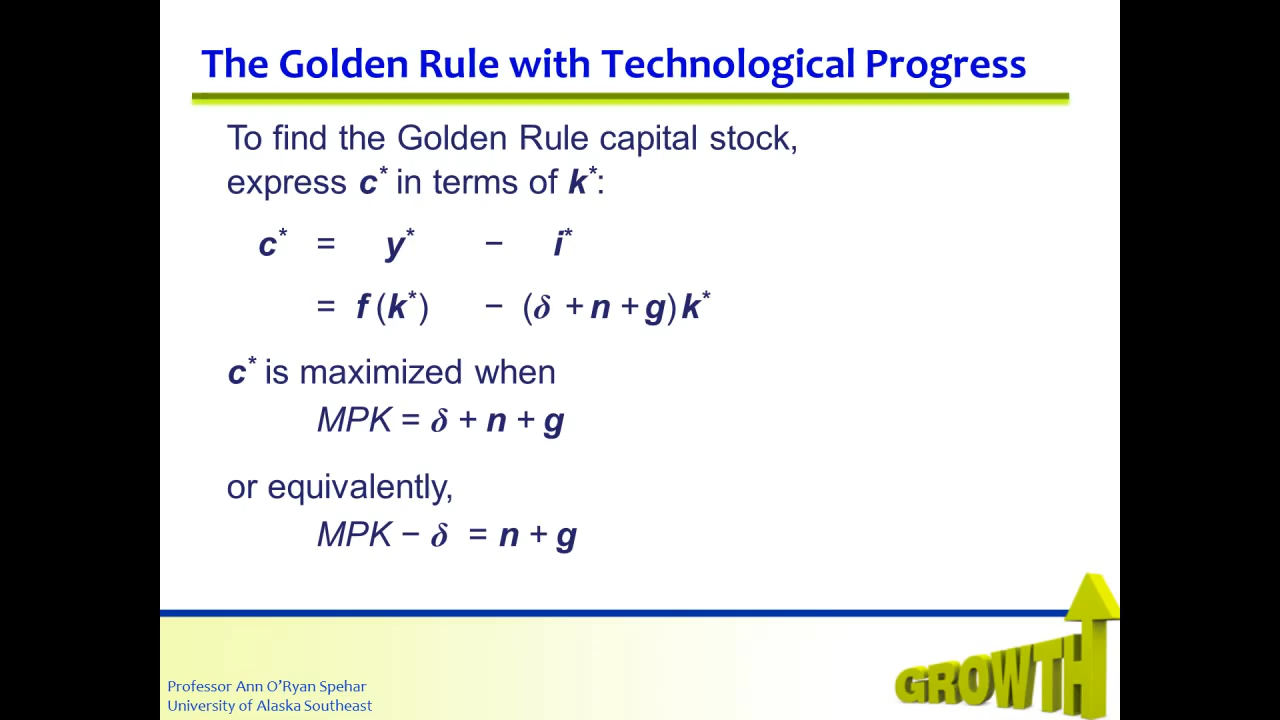 The Golden Rule with Technological Progress
To find the Golden Rule capital stock,
express c* in terms of k*:
c* = y* − i*
= f (k*) − (δ + n + g) k*
c* is maximized when
MPK = δ + n + g
or equivalently,
MPK − δ = n + g
GROWTH
Professor Ann O'Ryan Spehar
University of Alaska Southeast